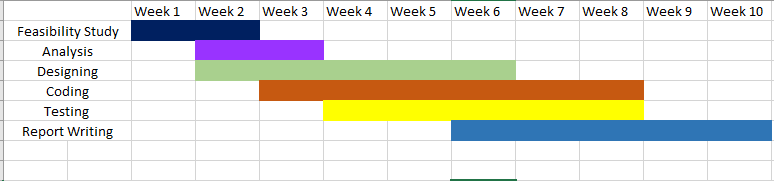 Week 1 Week 2 Week 3 Week 4 Week 5 Week 6 Week 7 Week 8 Week 9 Week 10
Feasibility Study
Analysis
Designing
Coding
Testing
Report Writing